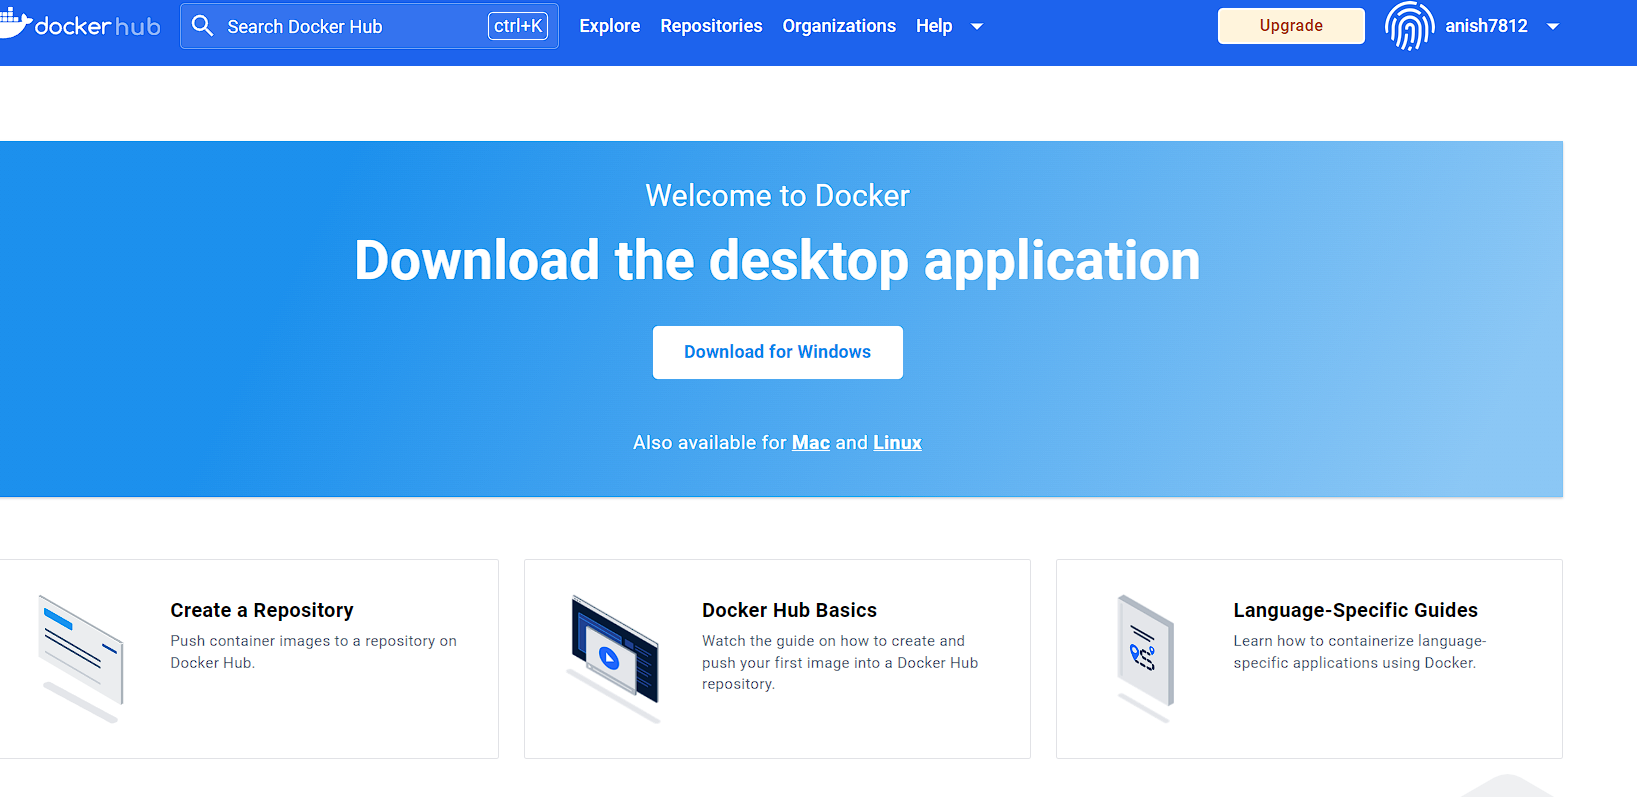 docker hub
Search Docker Hub
ctrl+K
Explore
Repositories
Organizations
Help
Upgrade
anish7812
Welcome to Docker
Download the desktop application
Download for Windows
Also available for Mac and Linux
Create a Repository
Push container images to a repository on
Docker Hub.
Docker Hub Basics
Watch the guide on how to create and
push your first image into a Docker Hub
repository.
Language-Specific Guides
Learn how to containerize language-
specific applications using Docker.